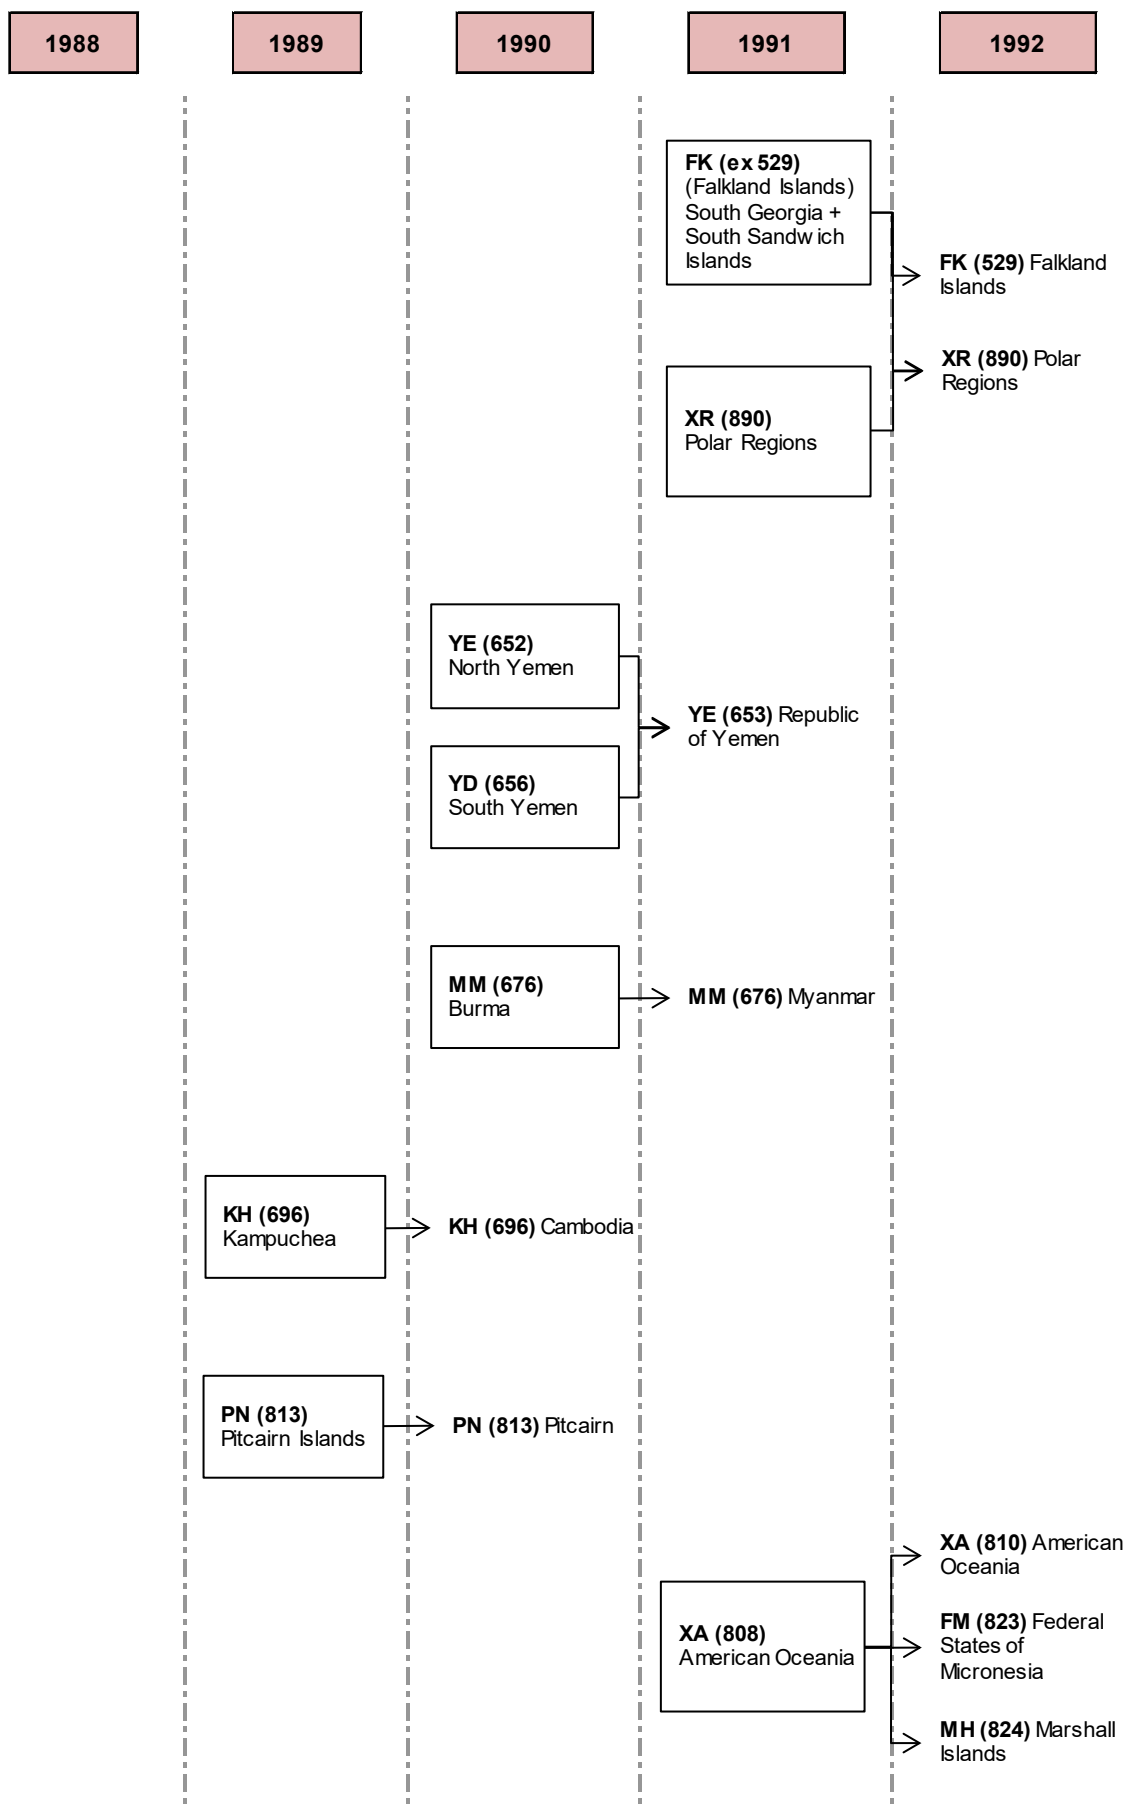 1988
1989
1990
1991
1992
FK (ex 529)
(Falkland Islands)
South Georgia +
South Sandwich
Islands
FK (529) Falkland
Islands
XR (890) Polar
Regions
XR (890)
Polar Regions
YE (652)
North Yemen
YE (653) Republic
of Yemen
YD (656)
South Yemen
MM (676)
Burma
MM (676) Myanmar
KH (696)
Kampuchea
KH (696) Cambodia
PN (813)
Pitcairn Islands
PN (813) Pitcairn
XA (810) American
Oceania
XA (808)
American Oceania
FM (823) Federal
States of
Micronesia
MH (824) Marshall
Islands